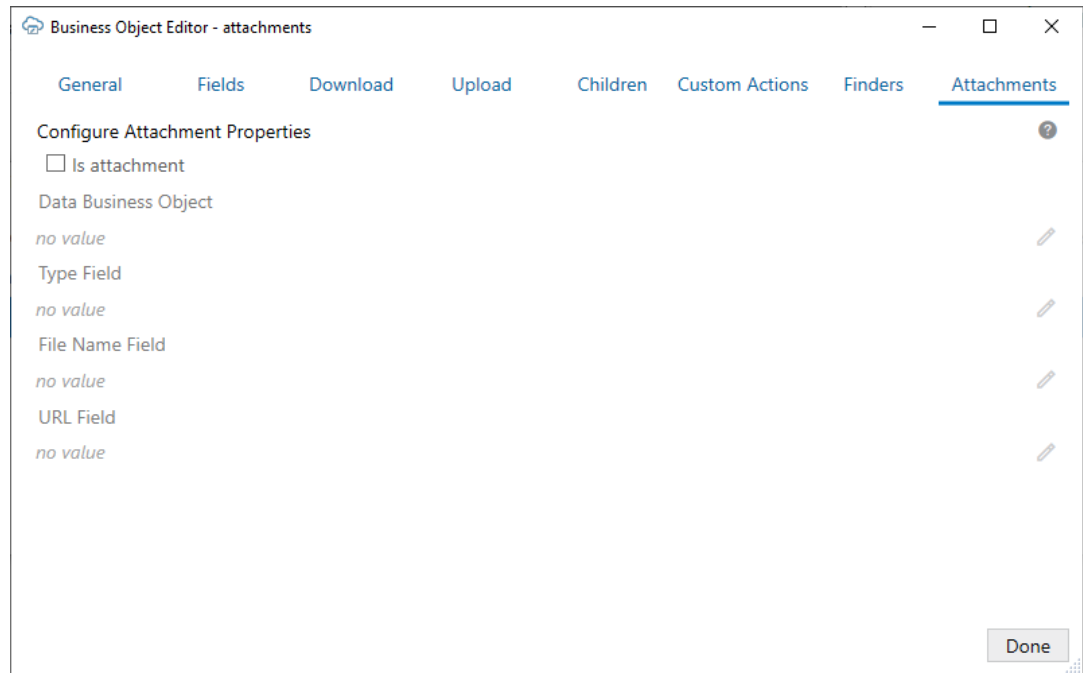 Business Object Editor - attachments
General Fields Download Upload Children Custom Actions Finders Attachments
Configure Attachment Properties ?
Is attachment
Data Business Object
no value
Type Field
no value
File Name Field
no value
URL Field
no value
Done